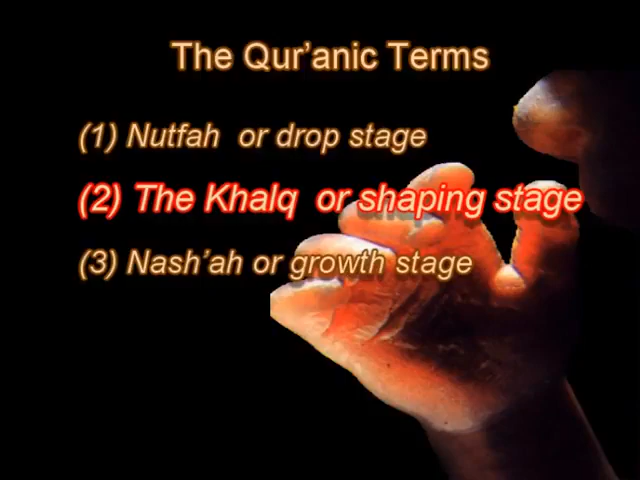 The Qur'anic Terms
(1) Nutfah or drop stage
(2) The Khalq or shaping stage
(3) Nash'ah or growth stage